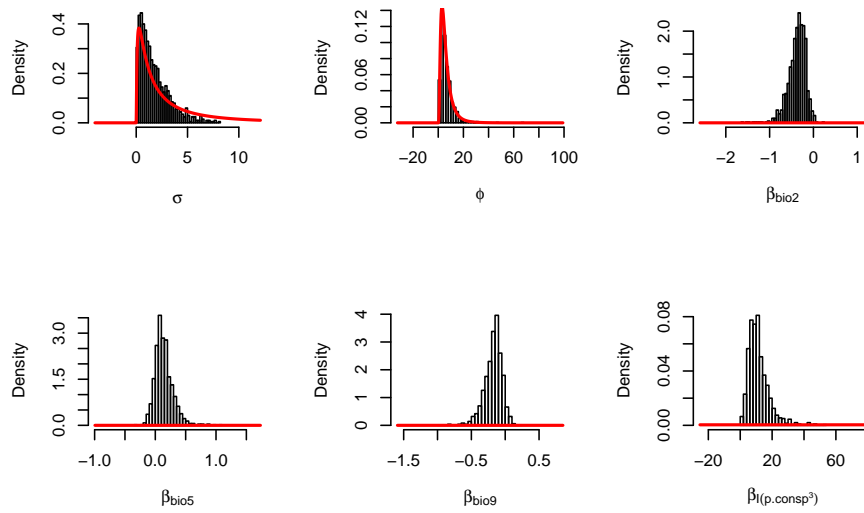 Density
0.0 0.2 0.4
0 5 10
σ
Density
0.00 0.06 0.12
−20 20 60 100
ϕ
Density
0.0 1.0 2.0
−2 −1 0 1
βbio2
Density
0.0 1.5 3.0
−1.0 0.0 1.0
βbio5
Density
0 1 2 3 4
−1.5 −0.5 0.5
βbio9
Density
0.00 0.04 0.08
−20 20 60
βI(p.consp³)